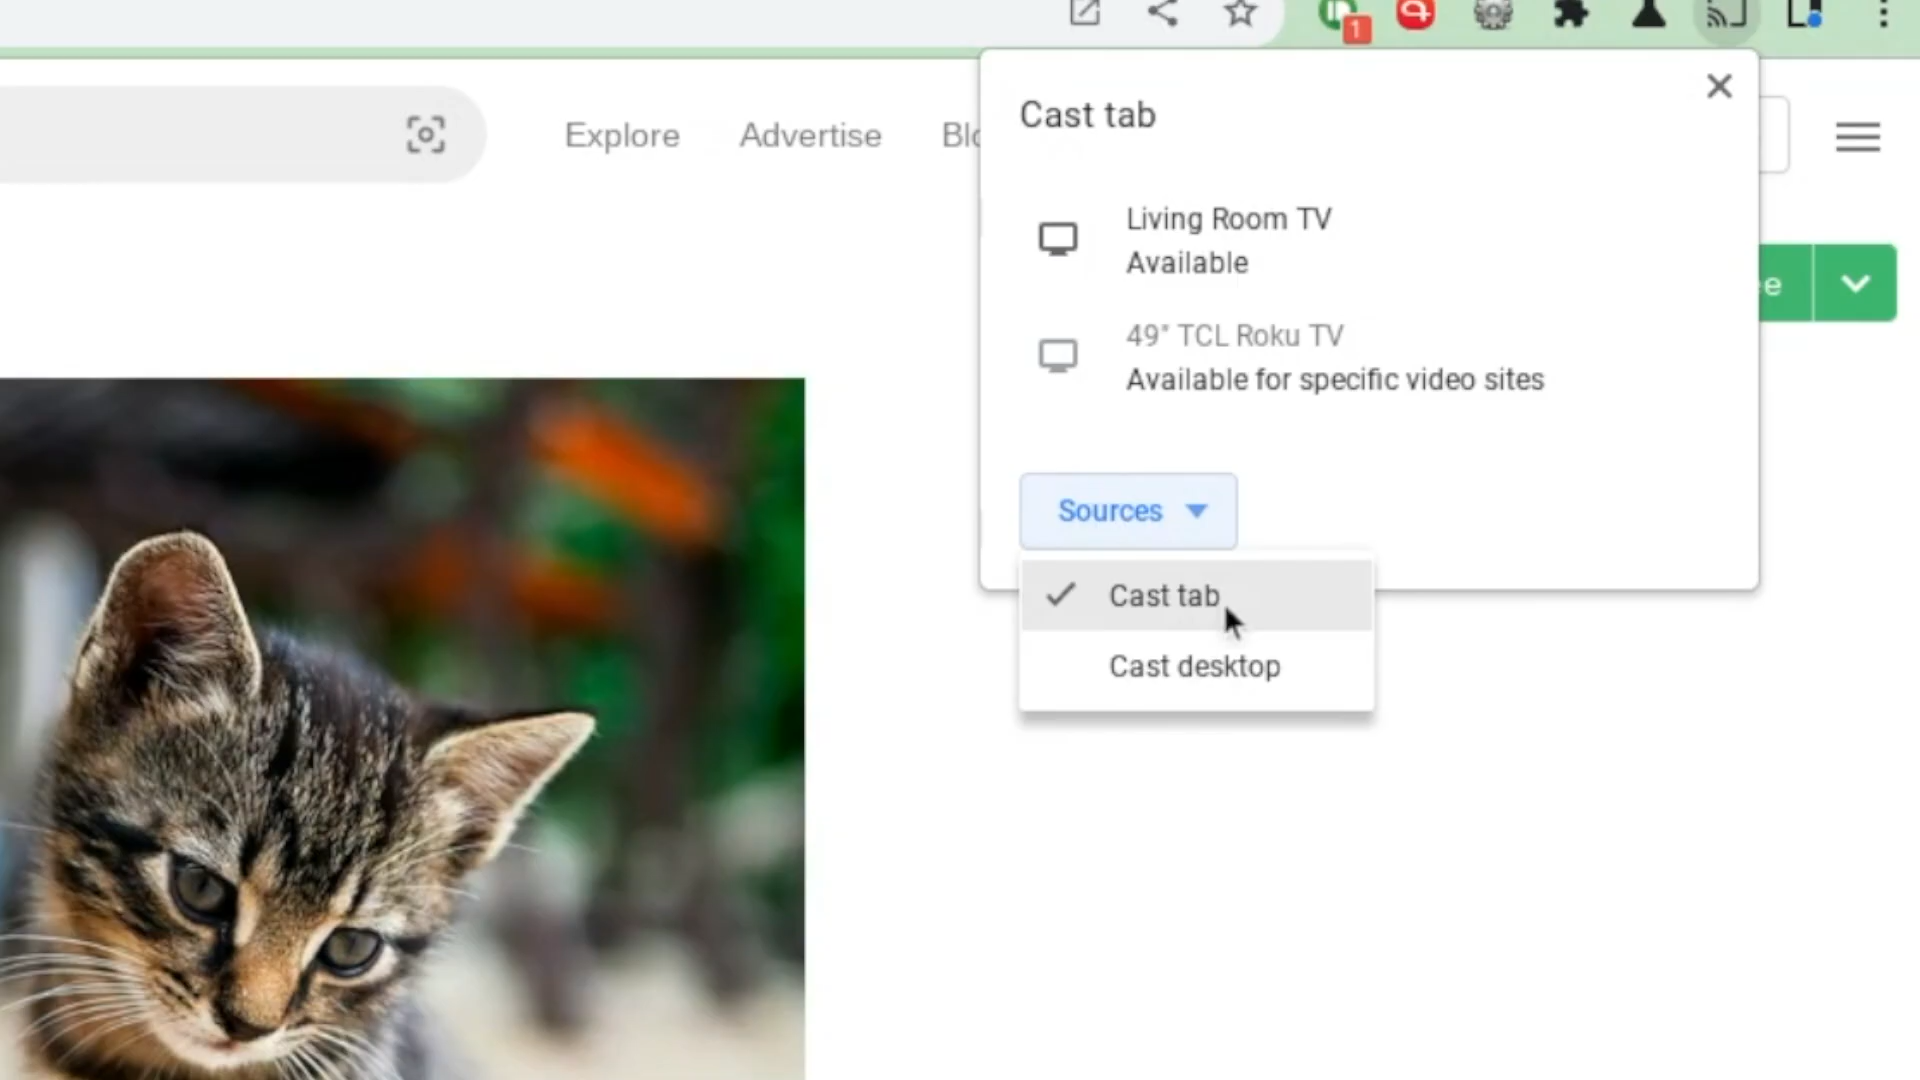 1
Explore
Advertise
Cast tab
Living Room TV
Available
49" TCL Roku TV
Available for specific video sites
Sources
Cast tab
Cast desktop